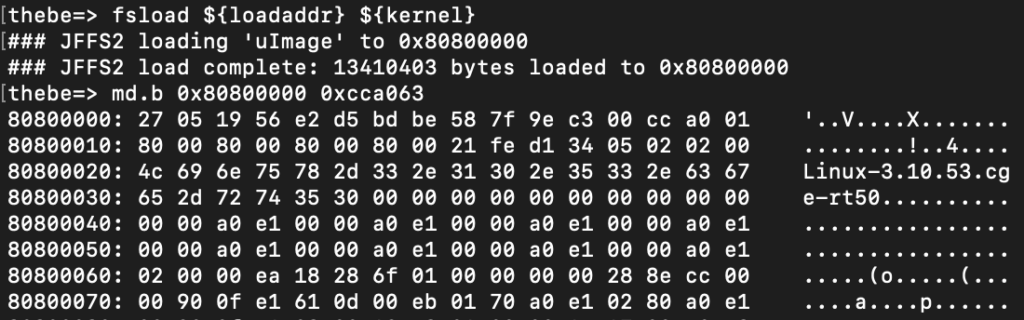 [thebe=> fsload ${loadaddr} ${kernel}
[### JFFS2 loading 'uImage' to 0x80800000
### JFFS2 load complete: 13410403 bytes loaded to 0x80800000
[thebe=> md.b 0x80800000 0xcca063
80800000: 27 05 19 56 e2 d5 bd be 58 7f 9e c3 00 cc a0 01    '..V....X.......
80800010: 80 00 80 00 80 00 80 00 21 fe d1 34 05 02 02 00    ........!..4....
80800020: 4c 69 6e 75 78 2d 33 2e 31 30 2e 35 33 2e 63 67    Linux-3.10.53.cg
80800030: 65 2d 72 74 35 30 00 00 00 00 00 00 00 00 00 00    e-rt50..........
80800040: 00 00 a0 e1 00 00 a0 e1 00 00 a0 e1 00 00 a0 e1    ................
80800050: 00 00 a0 e1 00 00 a0 e1 00 00 a0 e1 00 00 a0 e1    ................
80800060: 02 00 00 ea 18 28 6f 01 00 00 00 00 28 8e cc 00    .....(o.....(...
80800070: 00 90 0f e1 61 0d 00 eb 01 70 a0 e1 02 80 a0 e1    ....a....p......